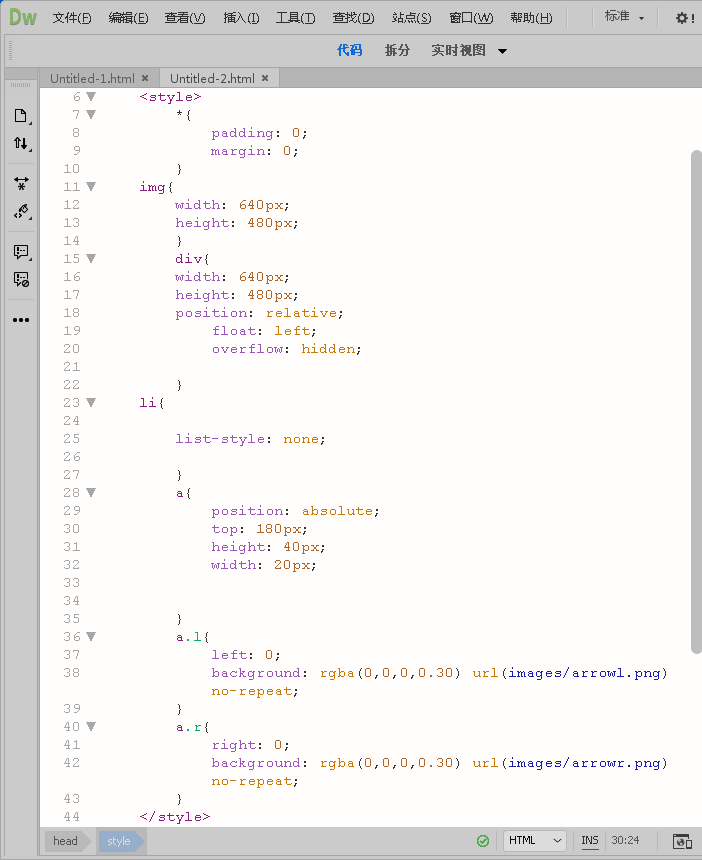 Dw 文件(F) 编辑(E) 查看(V) 插入(I) 工具(T) 查找(D) 站点(S) 窗口(W) 帮助(H) 标准 !
代码 拆分 实时视图
Untitled-1.html × Untitled-2.html ×
6 <style>
7 *{
8 padding: 0;
9 margin: 0;
10 }
11 img{
12 width: 640px;
13 height: 480px;
14 }
15 div{
16 width: 640px;
17 height: 480px;
18 position: relative;
19 float: left;
20 overflow: hidden;
21
22 }
23 li{
24
25 list-style: none;
26
27 }
28 a{
29 position: absolute;
30 top: 180px;
31 height: 40px;
32 width: 20px;
33
34
35 }
36 a.l{
37 left: 0;
38 background: rgba(0,0,0,0.30) url(images/arrowl.png)
no-repeat;
39 }
40 a.r{
41 right: 0;
42 background: rgba(0,0,0,0.30) url(images/arrowr.png)
no-repeat;
43 }
44 </style>
head style HTML INS 30:24